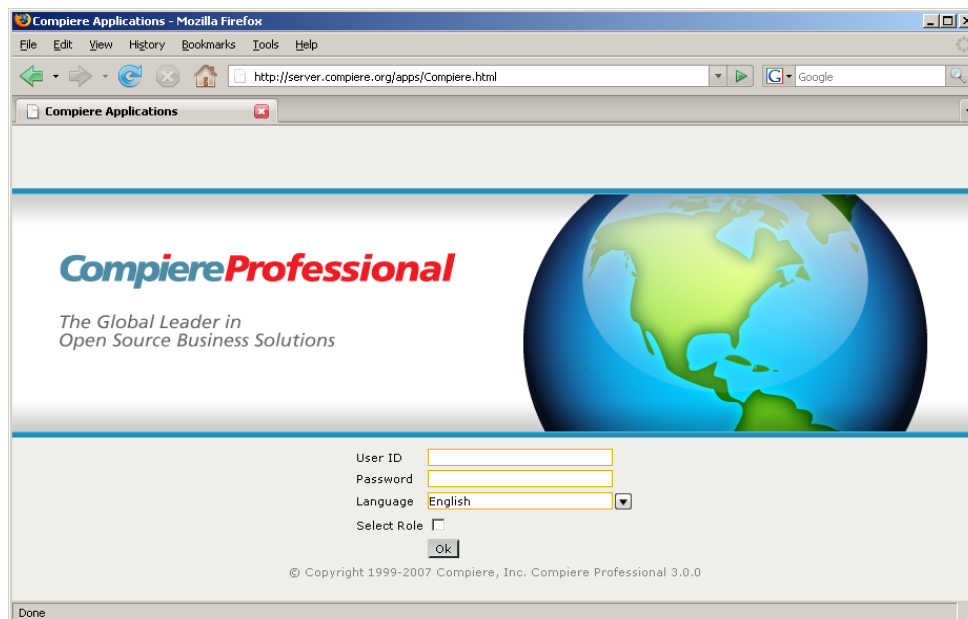 Compiere Applications - Mozilla Firefox
File Edit View History Bookmarks Tools Help
http://server.compiere.org/apps/Compiere.html
G Google
Compiere Applications
CompiereProfessional
The Global Leader in
Open Source Business Solutions
User ID
Password
Language English
Select Role
Ok
© Copyright 1999-2007 Compiere, Inc. Compiere Professional 3.0.0
Done